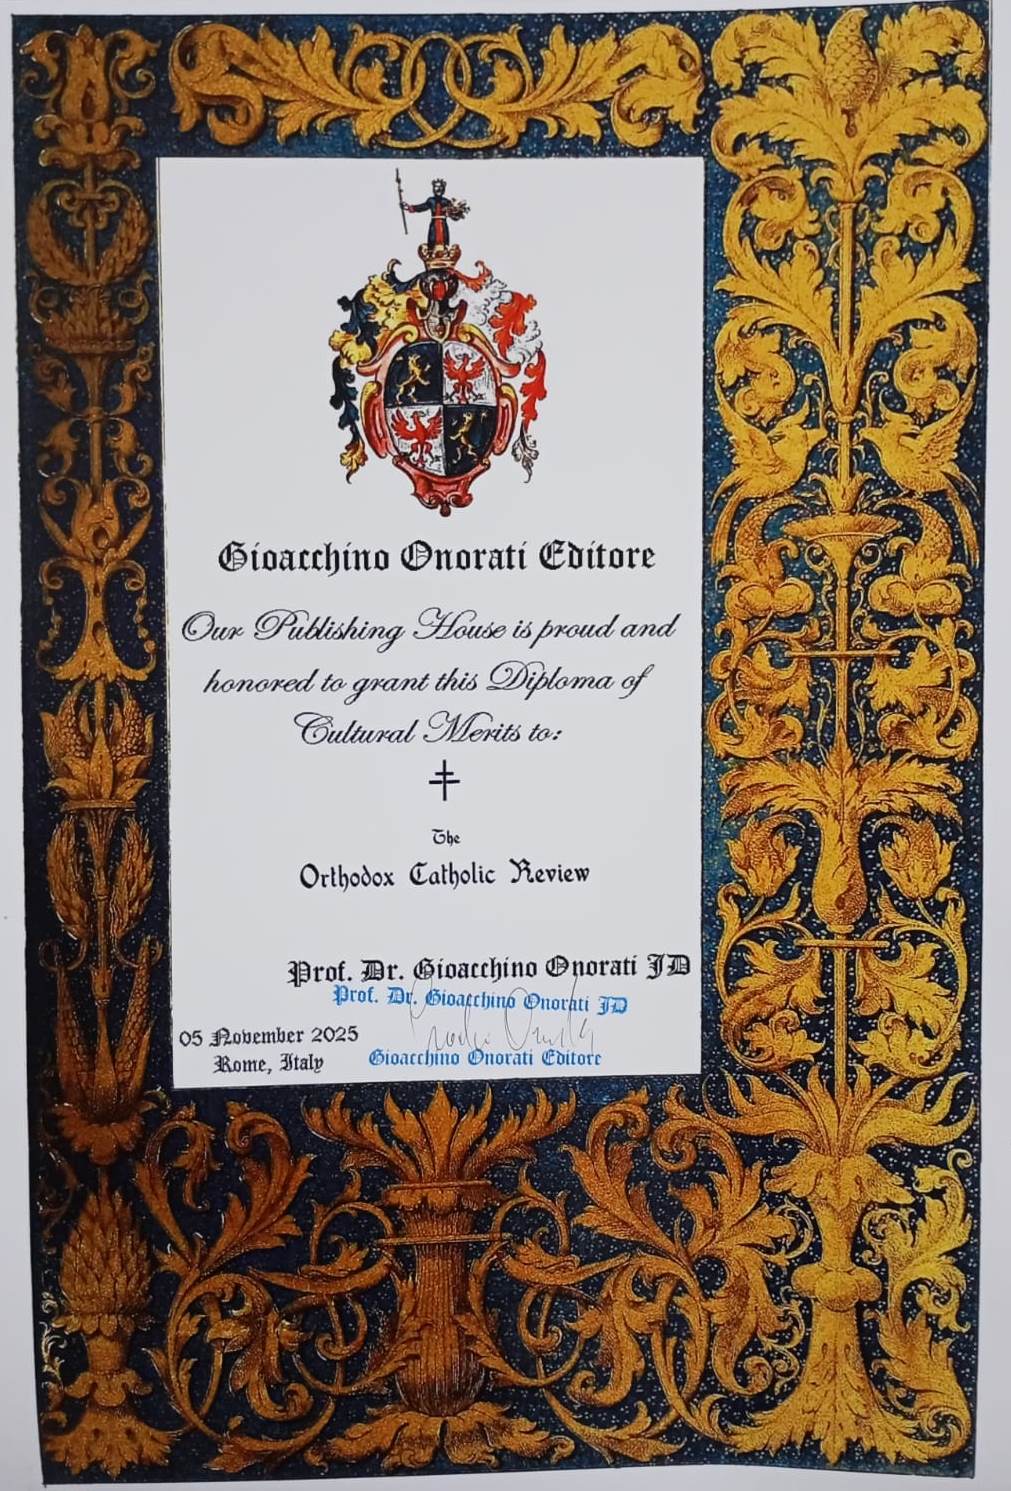 Gioacchino Onorati Editore
Our Publishing House is proud and
honored to grant this Diploma of
Cultural Merits to:
The
Orthodox Catholic Review
Prof. Dr. Gioacchino Onorati JD
Prof. Dr. Gioacchino Onorati JD
05 November 2025
Rome, Italy
Gioacchino Onorati Editore